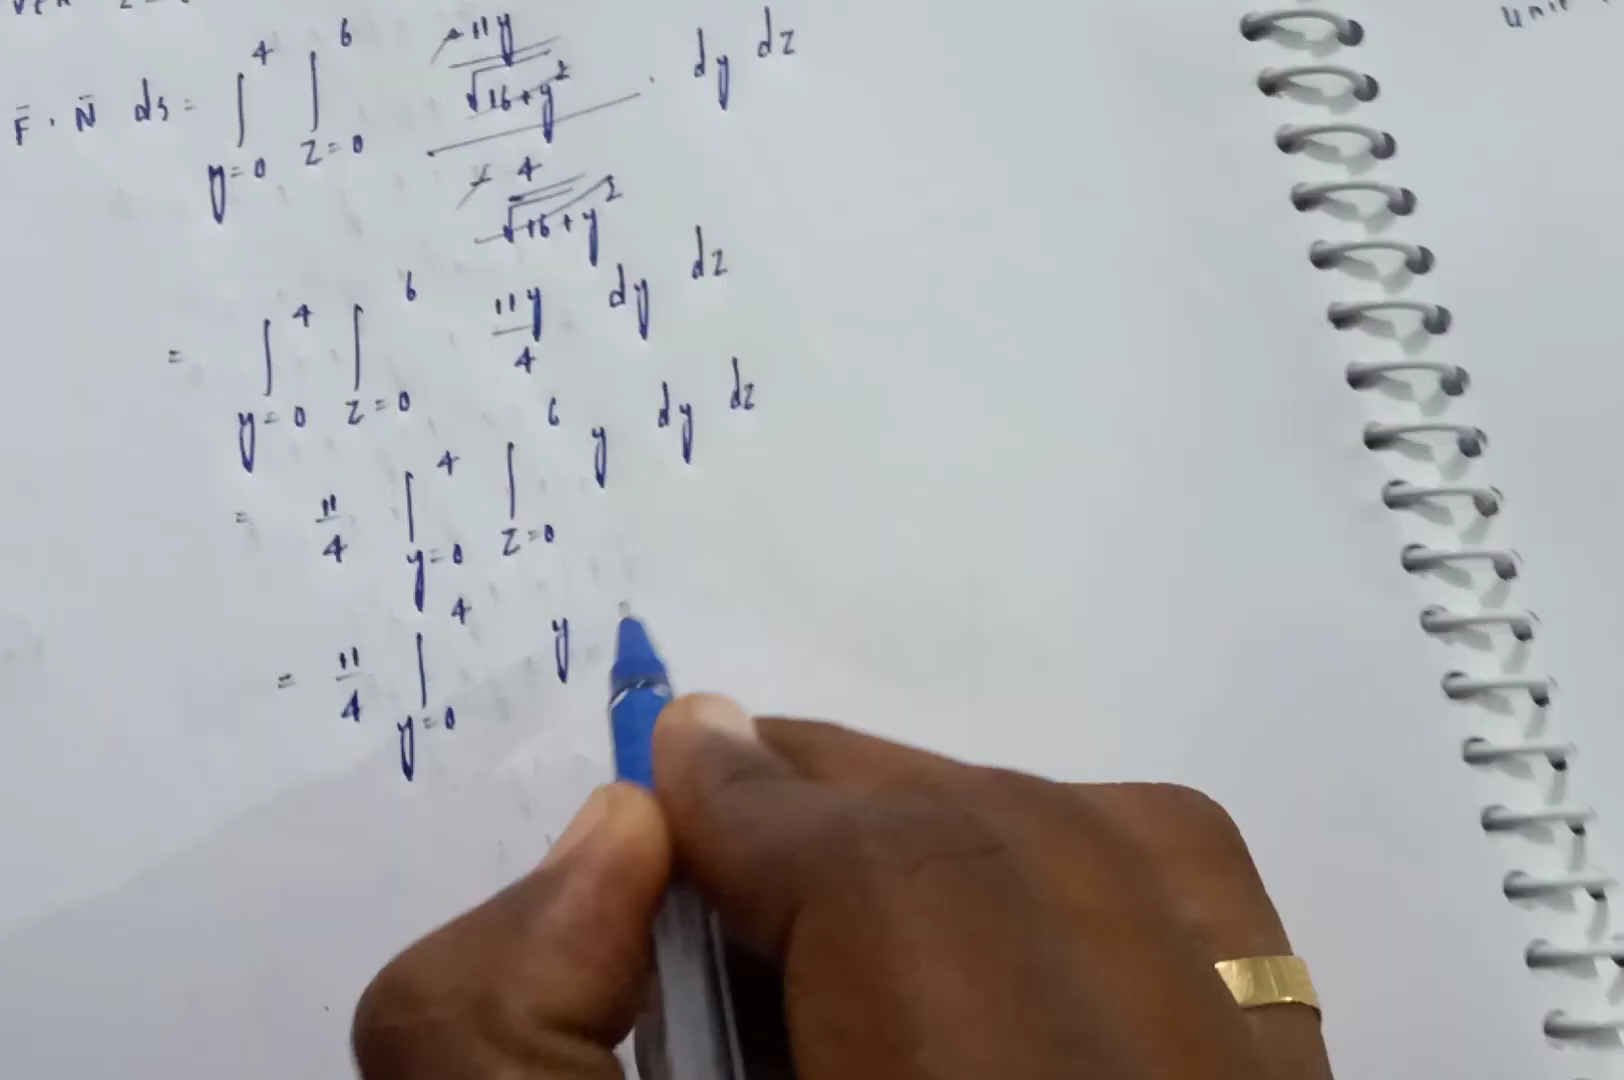 F̄ · N̄ ds = ∫_{y=0}^{4} ∫_{z=0}^{6} (-11y/√(16+y²)) / (-4/√(16+y²)) · dy dz
= ∫_{y=0}^{4} ∫_{z=0}^{6} 11y/4 dy dz
= 11/4 ∫_{y=0}^{4} ∫_{z=0}^{6} y dy dz
= 11/4 ∫_{y=0}^{4} y